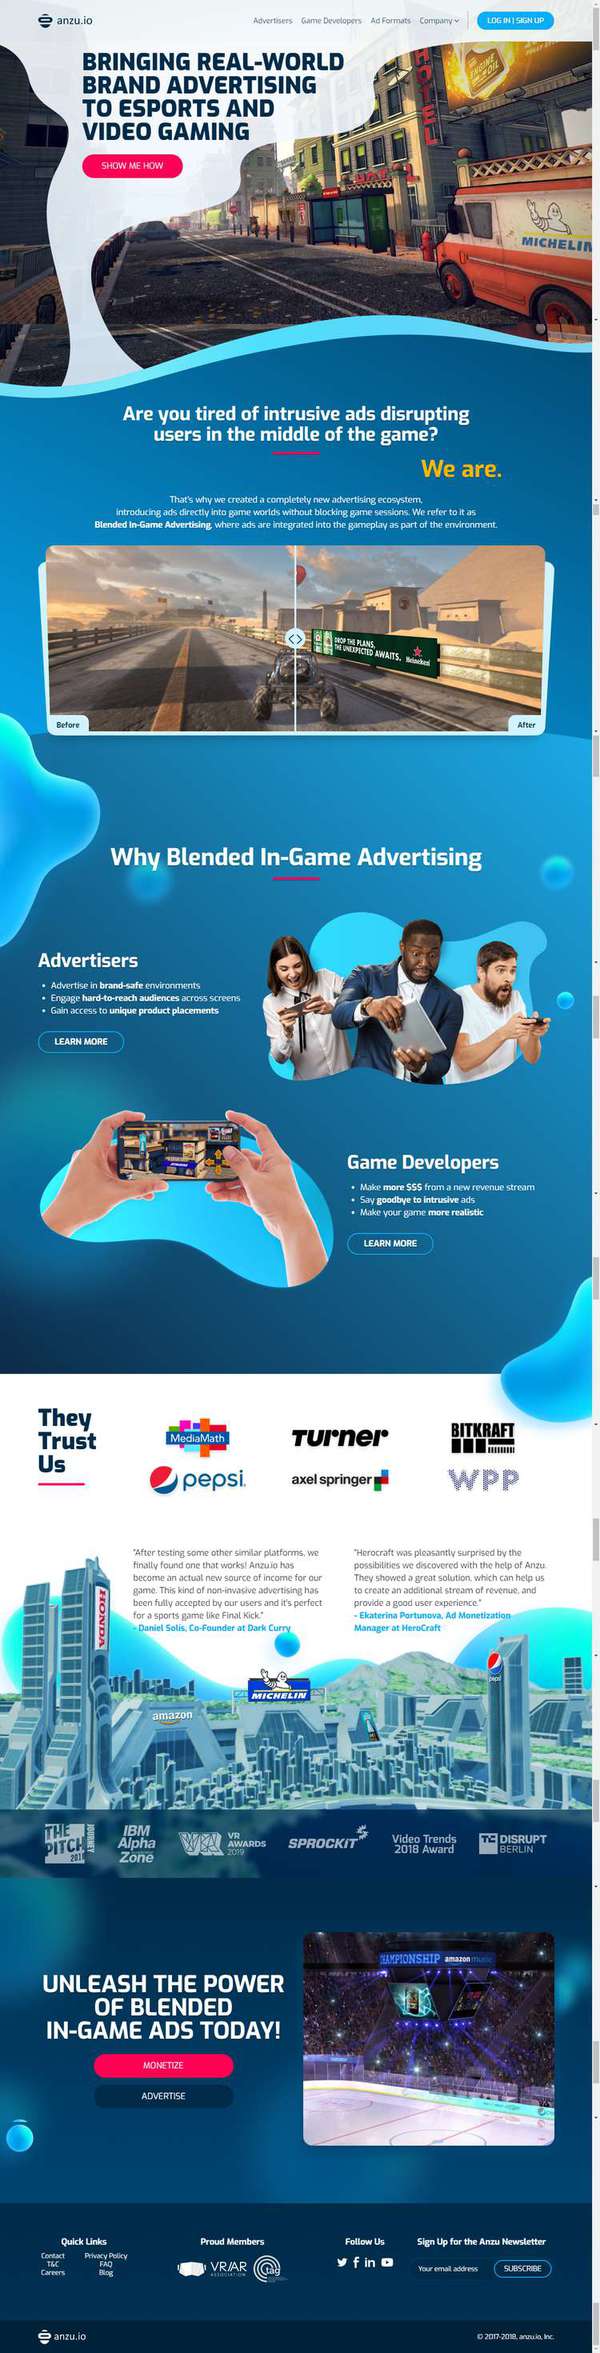 anzu.io
Advertisers
Game Developers
Ad Formats
Company
LOG IN | SIGN UP
BRINGING REAL-WORLD
BRAND ADVERTISING
TO ESPORTS AND
VIDEO GAMING
SHOW ME HOW
HOTEL
ENGINE OIL
HOTEL
MICHELIN
Are you tired of intrusive ads disrupting
users in the middle of the game?
We are.
That's why we created a completely new advertising ecosystem,
introducing ads directly into game worlds without blocking game sessions. We refer to it as
Blended In-Game Advertising, where ads are integrated into the gameplay as part of the environment.
DROP THE PLANS,
THE UNEXPECTED AWAITS.
Heineken
Before
After
Why Blended In-Game Advertising
Advertisers
• Advertise in brand-safe environments
• Engage hard-to-reach audiences across screens
• Gain access to unique product placements
LEARN MORE
Game Developers
• Make more $$$ from a new revenue stream
• Say goodbye to intrusive ads
• Make your game more realistic
LEARN MORE
They
Trust
Us
MediaMath
TURNER
BITKRAFT
pepsi
axel springer
WPP
"After testing some other similar platforms, we
finally found one that works! Anzu.io has
become an actual new source of income for our
game. This kind of non-invasive advertising has
been fully accepted by our users and it's perfect
for a sports game like Final Kick."
- Daniel Solis, Co-Founder at Dark Curry
"Herocraft was pleasantly surprised by the
possibilities we discovered with the help of Anzu.
They showed a great solution, which can help us
to create an additional stream of revenue, and
provide a good user experience."
- Ekaterina Portunova, Ad Monetization
Manager at HeroCraft
HONDA
pepsi
MICHELIN
amazon
THE
PITCH
JOURNEY
IBM
Alpha
Zone
VR
AWARDS
2019
SPROCKIT
Video Trends
2018 Award
TC DISRUPT
BERLIN
CHAMPIONSHIP
amazon music
UNLEASH THE POWER
OF BLENDED
IN-GAME ADS TODAY!
MONETIZE
ADVERTISE
Quick Links
Contact
T&C
Careers
Privacy Policy
FAQ
Blog
Proud Members
VR/AR
ASSOCIATION
tag
Follow Us
Sign Up for the Anzu Newsletter
Your email address
SUBSCRIBE
anzu.io
© 2017-2018, anzu.io, Inc.